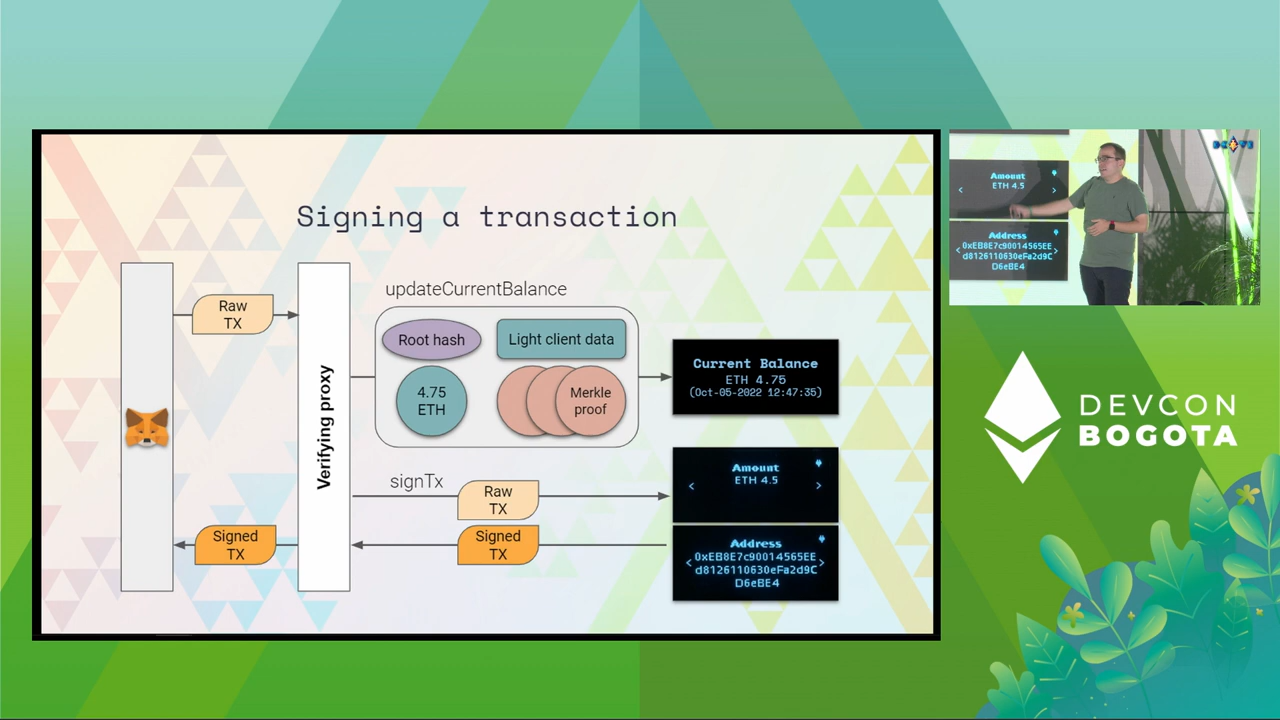 Signing a transaction
Raw
TX
Verifying proxy
updateCurrentBalance
Root hash
Light client data
4.75
ETH
Merkle
proof
Current Balance
ETH 4.75
(Oct-05-2022 12:47:35)
signTx
Raw
TX
Amount
ETH 4.5
Signed
TX
Signed
TX
Address
0xEB8E7c90014565EE
d8126110630eFa2d9C
D6eBE4
Amount
ETH 4.5
Address
0xEB8E7c90014565EE
d8126110630eFa2d9C
D6eBE4
DEVCON
BOGOTA